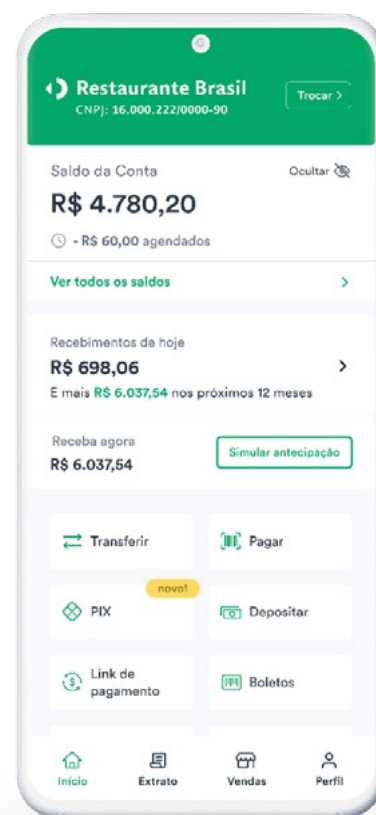 Restaurante Brasil
CNPJ: 16.000.222/0000-90
Trocar >
Saldo da Conta
Ocultar
R$ 4.780,20
- R$ 60,00 agendados
Ver todos os saldos
Recebimentos de hoje
R$ 698,06
E mais R$ 6.037,54 nos próximos 12 meses
Receba agora
R$ 6.037,54
Simular antecipação
Transferir
Pagar
novo!
PIX
Depositar
Link de
pagamento
Boletos
Início
Extrato
Vendas
Perfil